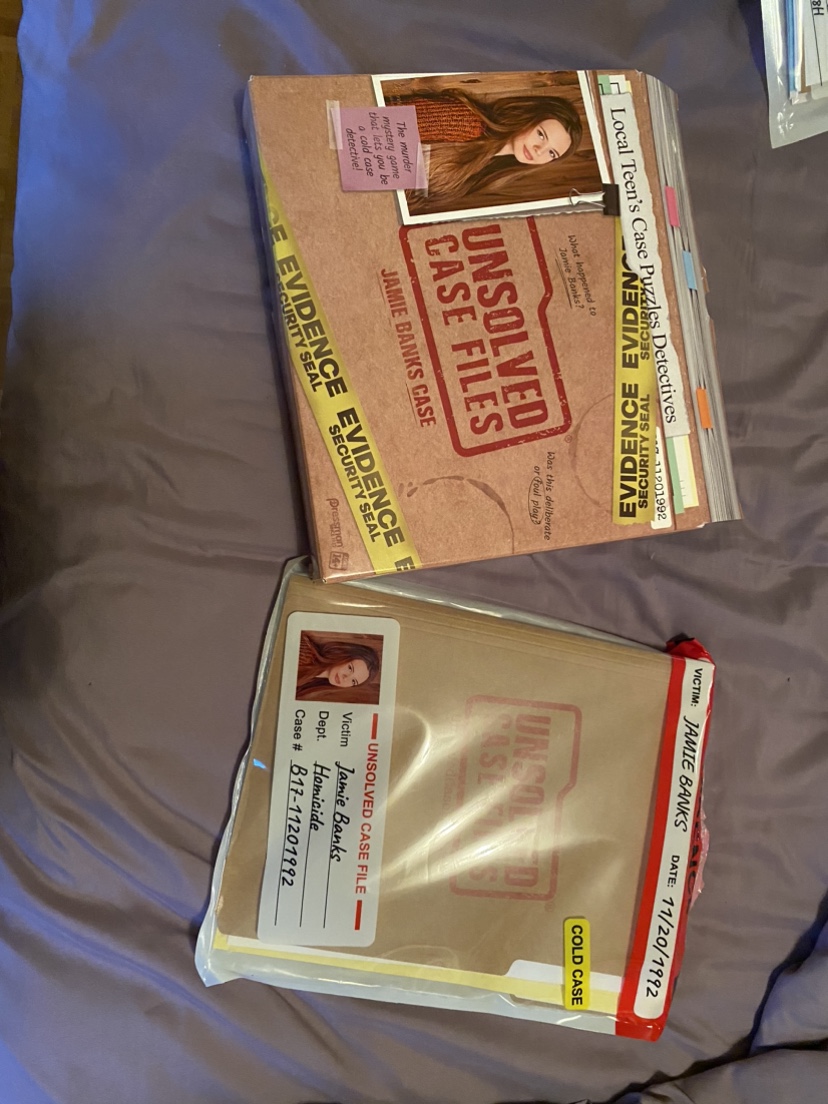 Local Teen's Case Puzzles Detectives
The murder
mystery game
that lets you be
a cold case
detective!
What happened to
Jamie Banks?
UNSOLVED
CASE FILES
JAMIE BANKS CASE
Was this deliberate
or foul play?
EVIDENCE EVIDENCE
SECURITY SEAL SECURITY SEAL
11201992
EVIDENCE EVIDENCE
SECURITY SEAL SECURITY SEAL
pressman
14+
VICTIM: JAMIE BANKS DATE: 11/20/1992
UNSOLVED
CASE FILES
UNSOLVED CASE FILE
Victim Jamie Banks
Dept. Homicide
Case # B17-11201992
COLD CASE